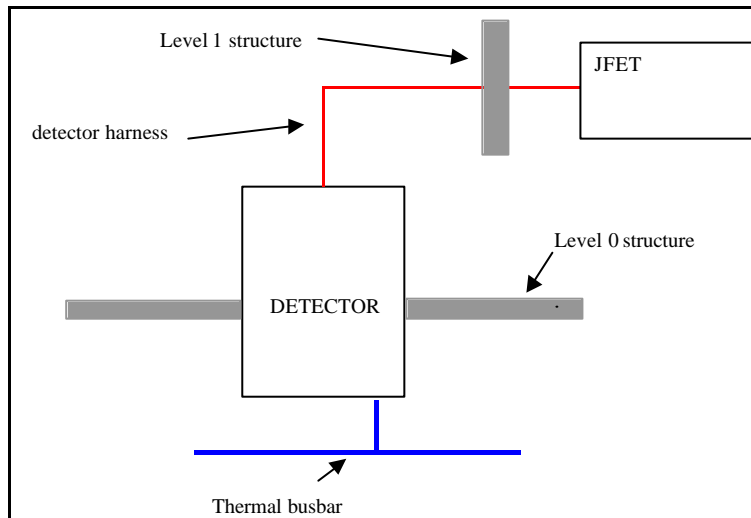 Level 1 structure
JFET
detector harness
Level 0 structure
DETECTOR
Thermal busbar